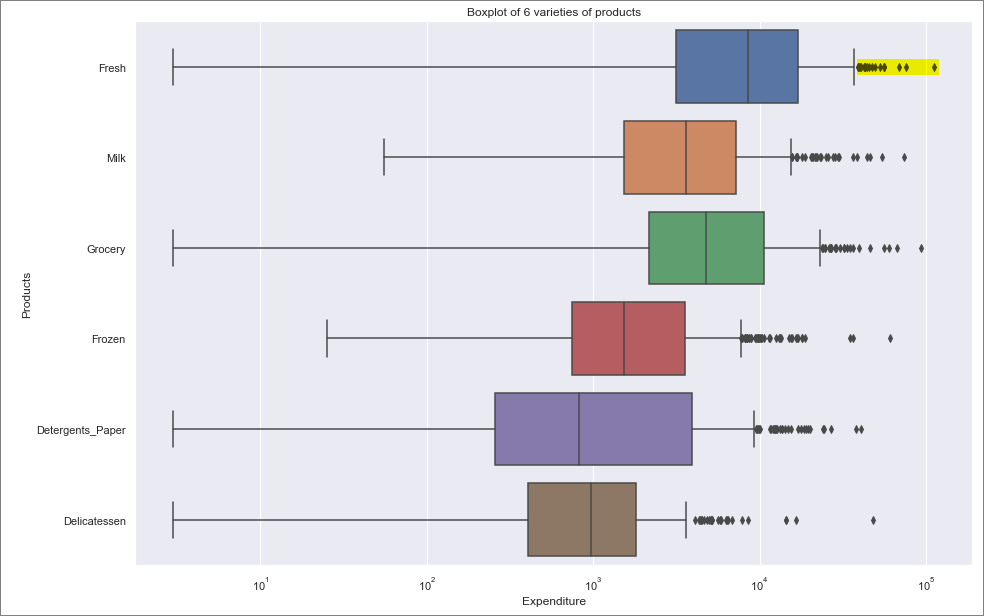 Boxplot of 6 varieties of products
Fresh
Milk
Grocery
Frozen
Detergents_Paper
Delicatessen
Products
10¹ 10² 10³ 10⁴ 10⁵
Expenditure